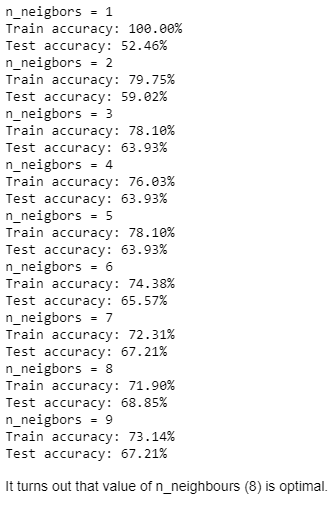 n_neigbors = 1
Train accuracy: 100.00%
Test accuracy: 52.46%
n_neigbors = 2
Train accuracy: 79.75%
Test accuracy: 59.02%
n_neigbors = 3
Train accuracy: 78.10%
Test accuracy: 63.93%
n_neigbors = 4
Train accuracy: 76.03%
Test accuracy: 63.93%
n_neigbors = 5
Train accuracy: 78.10%
Test accuracy: 63.93%
n_neigbors = 6
Train accuracy: 74.38%
Test accuracy: 65.57%
n_neigbors = 7
Train accuracy: 72.31%
Test accuracy: 67.21%
n_neigbors = 8
Train accuracy: 71.90%
Test accuracy: 68.85%
n_neigbors = 9
Train accuracy: 73.14%
Test accuracy: 67.21%
It turns out that value of n_neighbours (8) is optimal.